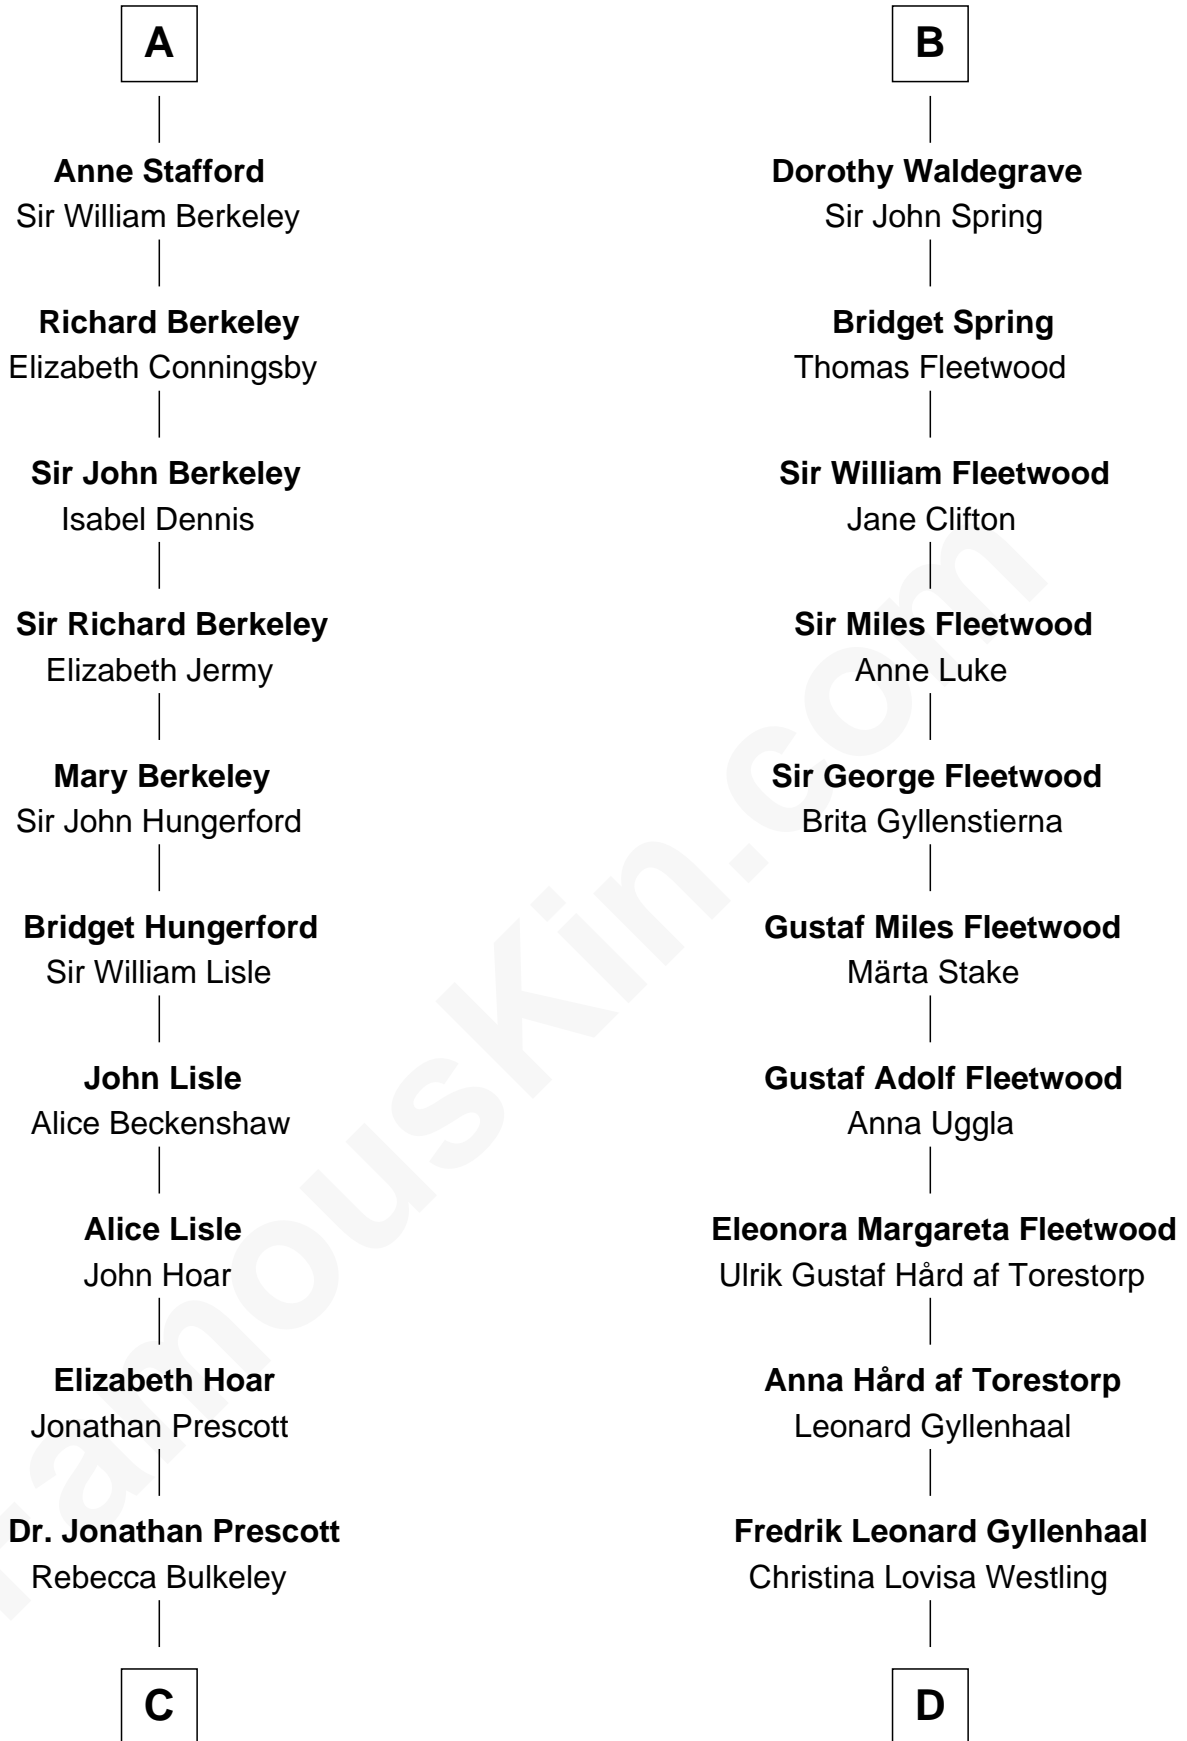 A
Anne Stafford
Sir William Berkeley
Richard Berkeley
Elizabeth Conningsby
Sir John Berkeley
Isabel Dennis
Sir Richard Berkeley
Elizabeth Jermy
Mary Berkeley
Sir John Hungerford
Bridget Hungerford
Sir William Lisle
John Lisle
Alice Beckenshaw
Alice Lisle
John Hoar
Elizabeth Hoar
Jonathan Prescott
Dr. Jonathan Prescott
Rebecca Bulkeley
C
B
Dorothy Waldegrave
Sir John Spring
Bridget Spring
Thomas Fleetwood
Sir William Fleetwood
Jane Clifton
Sir Miles Fleetwood
Anne Luke
Sir George Fleetwood
Brita Gyllenstierna
Gustaf Miles Fleetwood
Märta Stake
Gustaf Adolf Fleetwood
Anna Uggla
Eleonora Margareta Fleetwood
Ulrik Gustaf Hård af Torestorp
Anna Hård af Torestorp
Leonard Gyllenhaal
Fredrik Leonard Gyllenhaal
Christina Lovisa Westling
D
FamousKin.com